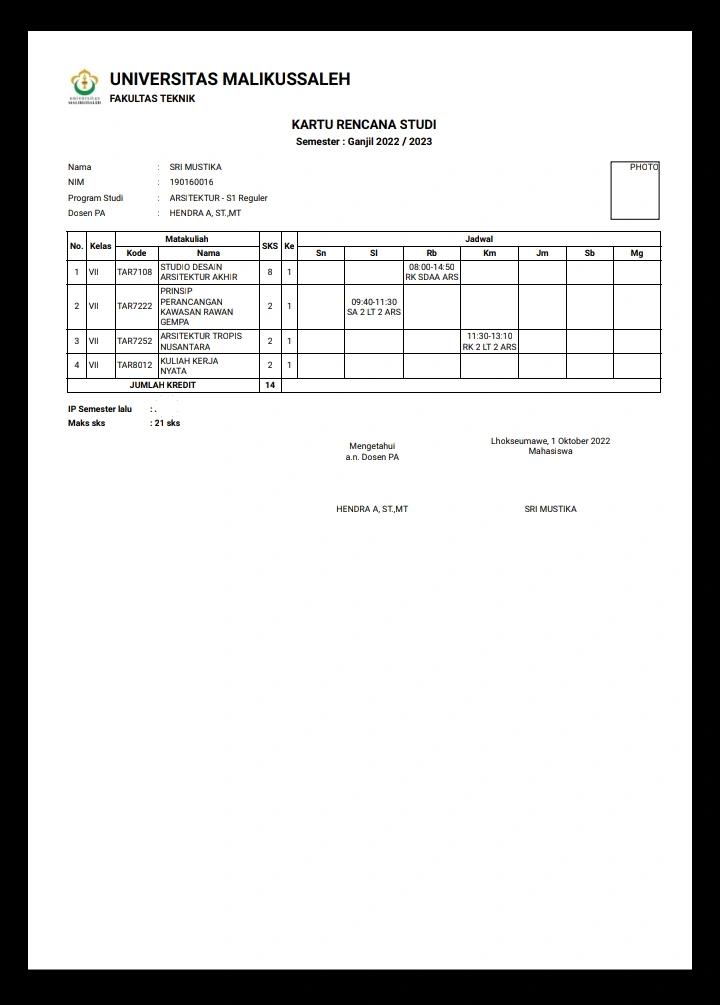 UNIVERSITAS MALIKUSSALEH
FAKULTAS TEKNIK
UNIVERSITAS
MALIKUSSALEH
KARTU RENCANA STUDI
Semester : Ganjil 2022 / 2023
Nama : SRI MUSTIKA
PHOTO
NIM : 190160016
Program Studi : ARSITEKTUR - S1 Reguler
Dosen PA : HENDRA A, ST.,MT
No. Kelas Matakuliah SKS Ke Jadwal
Kode Nama Sn Sl Rb Km Jm Sb Mg
1 VII TAR7108 STUDIO DESAIN ARSITEKTUR AKHIR 8 1 08:00-14:50 RK SDAA ARS
2 VII TAR7222 PRINSIP PERANCANGAN KAWASAN RAWAN GEMPA 2 1 09:40-11:30 SA 2 LT 2 ARS
3 VII TAR7252 ARSITEKTUR TROPIS NUSANTARA 2 1 11:30-13:10 RK 2 LT 2 ARS
4 VII TAR8012 KULIAH KERJA NYATA 2 1
JUMLAH KREDIT 14
IP Semester lalu : .
Maks sks : 21 sks
Mengetahui
a.n. Dosen PA
HENDRA A, ST.,MT
Lhokseumawe, 1 Oktober 2022
Mahasiswa
SRI MUSTIKA